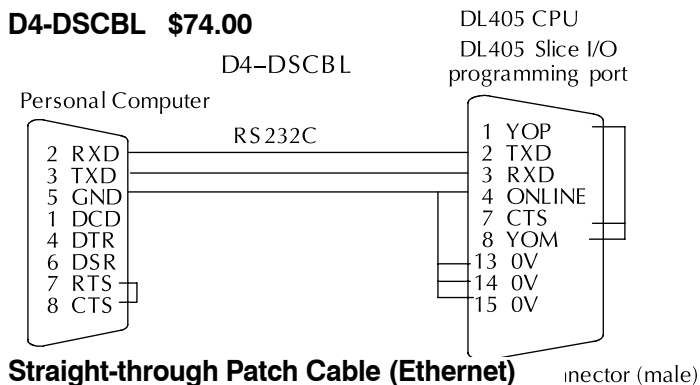 D4-DSCBL $74.00
DL405 CPU
DL405 Slice I/O
programming port
D4–DSCBL
Personal Computer
RS232C
2 RXD
3 TXD
5 GND
1 DCD
4 DTR
6 DSR
7 RTS
8 CTS
1 YOP
2 TXD
3 RXD
4 ONLINE
7 CTS
8 YOM
13 0V
14 0V
15 0V
Straight-through Patch Cable (Ethernet)
(male)